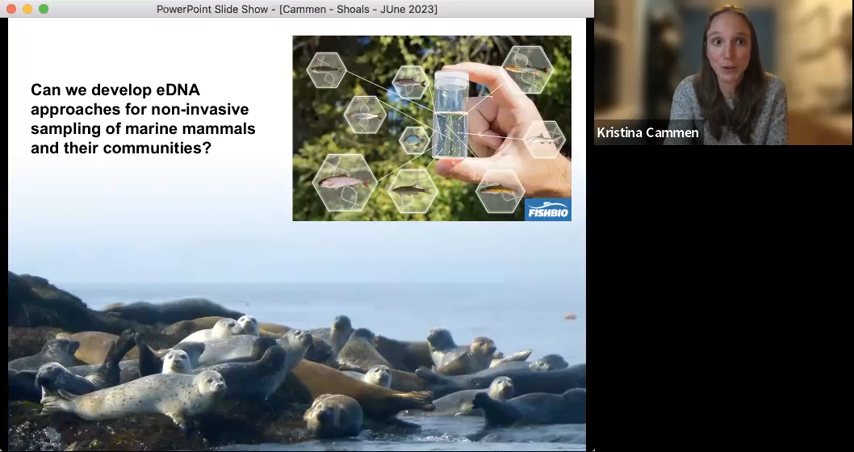 PowerPoint Slide Show - [Cammen - Shoals - JUne 2023]
Can we develop eDNA
approaches for non-invasive
sampling of marine mammals
and their communities?
FISHBIO
Kristina Cammen